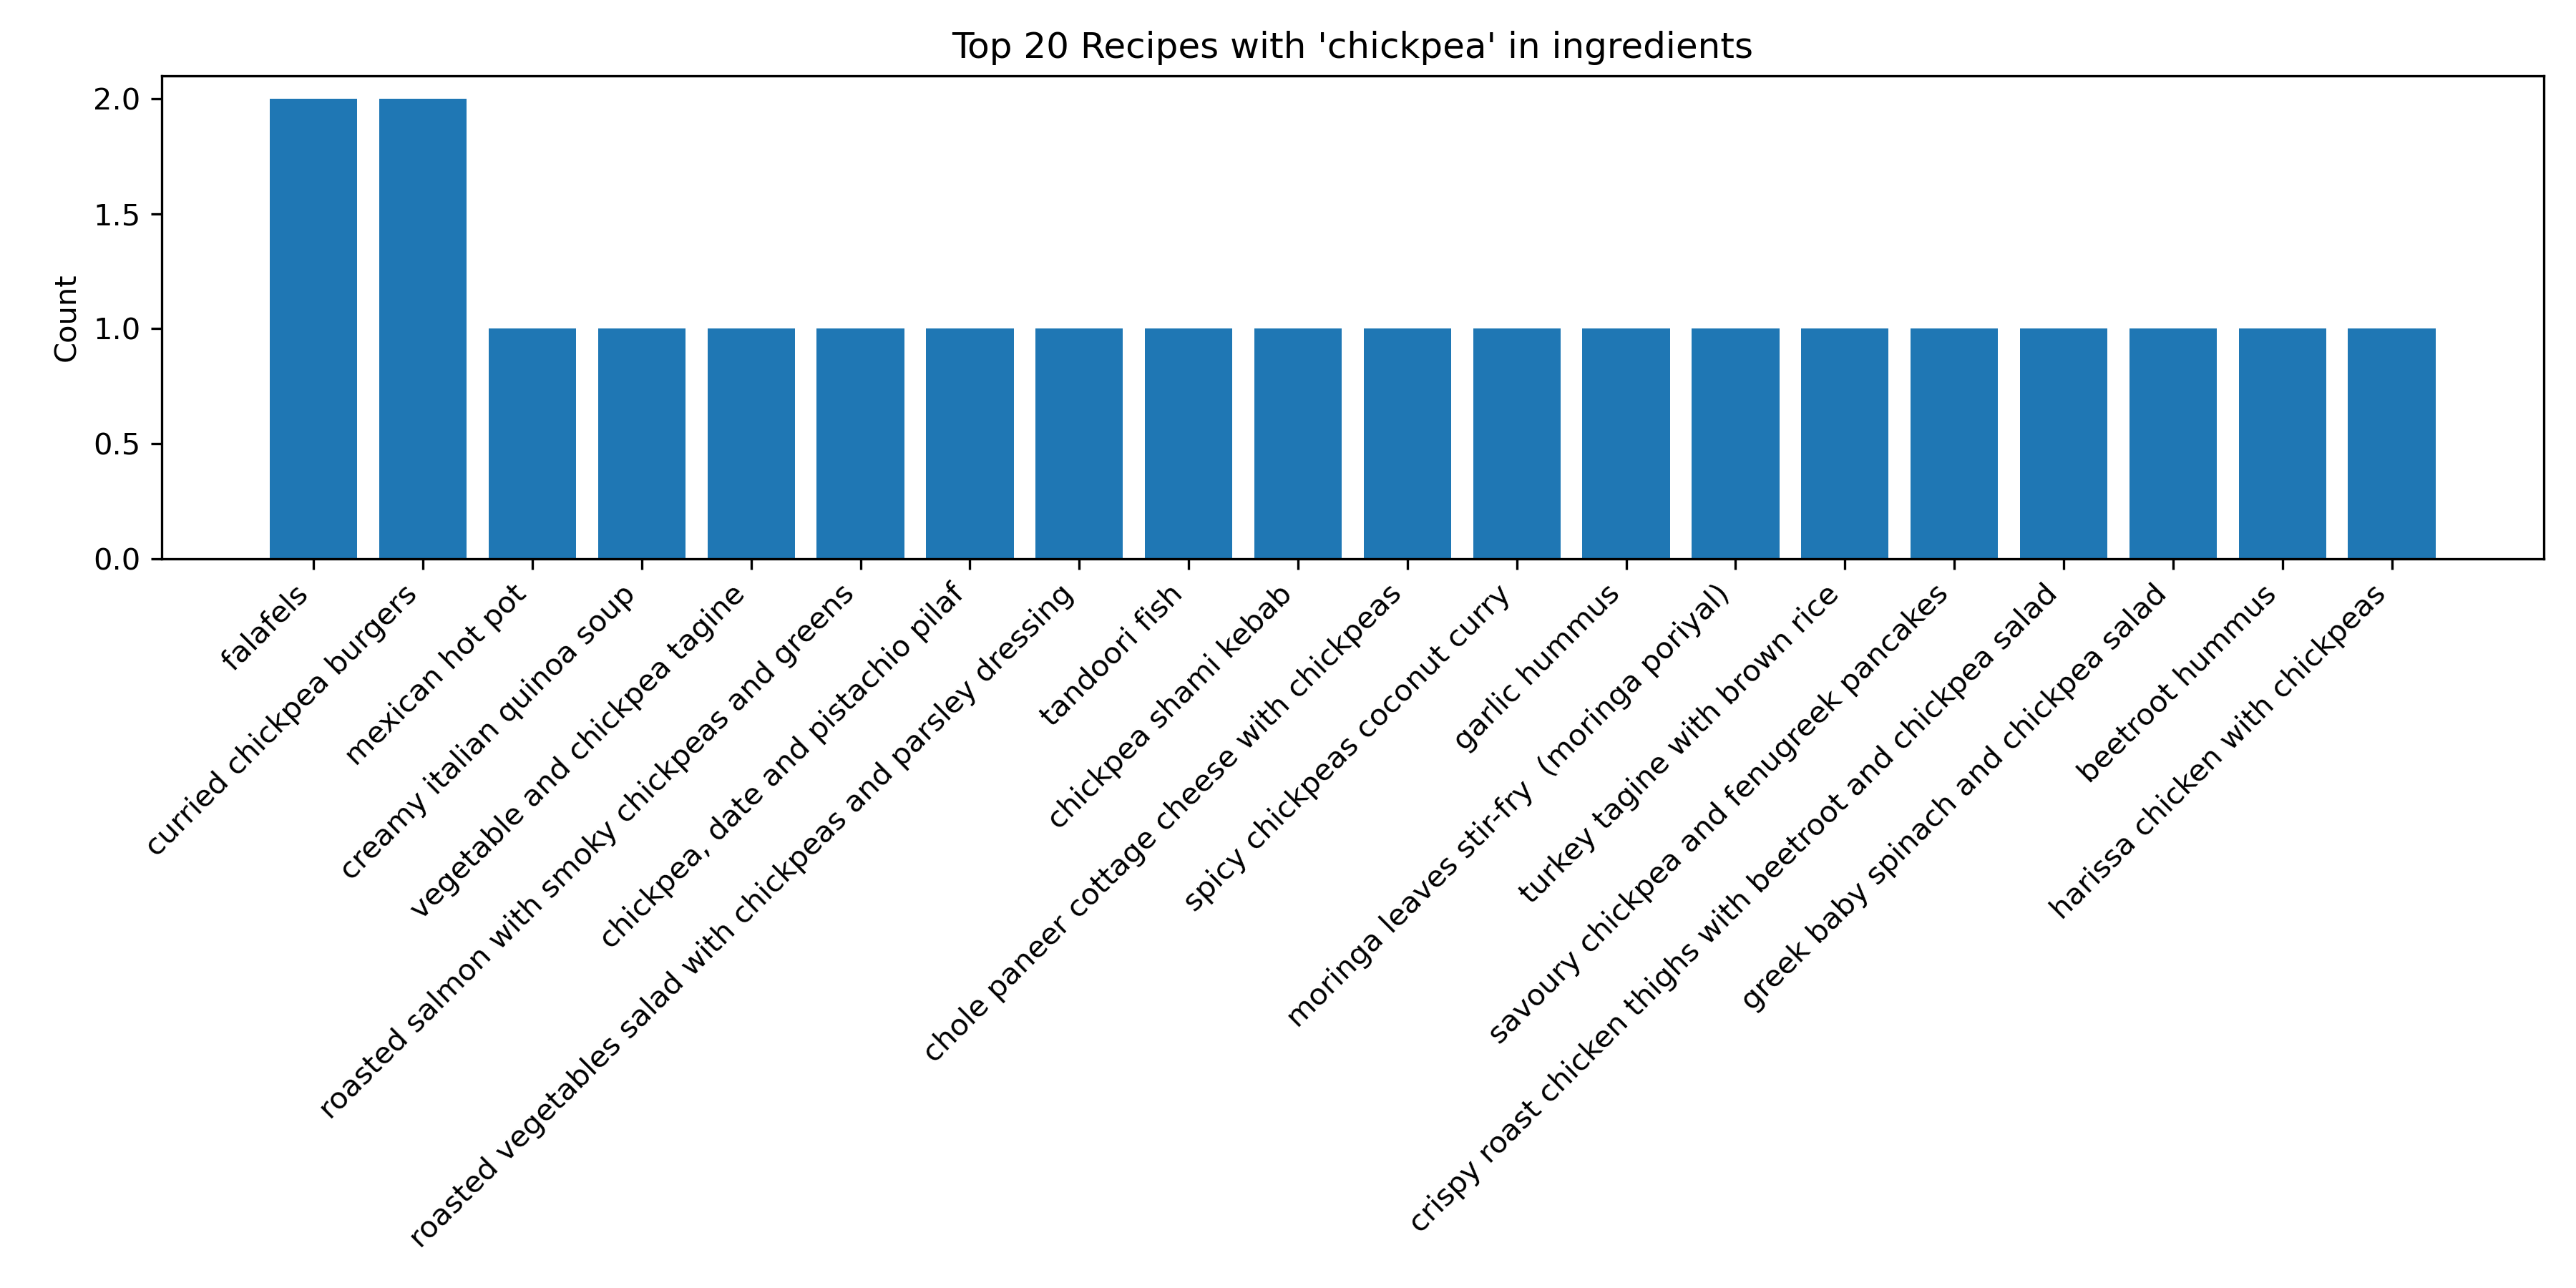 Top 20 Recipes with 'chickpea' in ingredients
Count
2.0
1.5
1.0
0.5
0.0
falafels
curried chickpea burgers
mexican hot pot
creamy italian quinoa soup
vegetable and chickpea tagine
roasted salmon with smoky chickpeas and greens
chickpea, date and pistachio pilaf
roasted vegetables salad with chickpeas and parsley dressing
tandoori fish
chickpea shami kebab
chole paneer cottage cheese with chickpeas
spicy chickpeas coconut curry
garlic hummus
moringa leaves stir-fry (moringa poriyal)
turkey tagine with brown rice
savoury chickpea and fenugreek pancakes
crispy roast chicken thighs with beetroot and chickpea salad
greek baby spinach and chickpea salad
beetroot hummus
harissa chicken with chickpeas